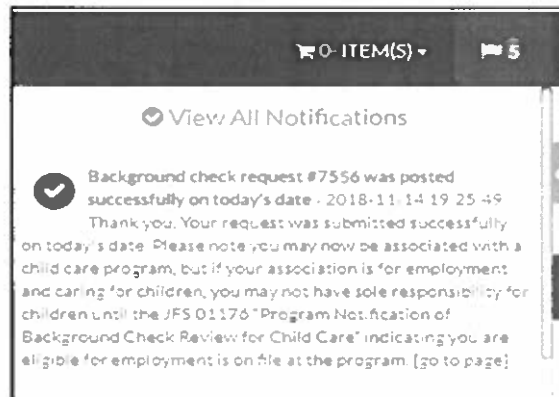 0- ITEM(S)
5
View All Notifications
Background check request #7556 was posted
successfully on today's date - 2018-11-14 19:25:49
Thank you. Your request was submitted successfully
on today's date. Please note you may now be associated with a
child care program, but if your association is for employment
and caring for children, you may not have sole responsibility for
children until the JFS 01176 "Program Notification of
Background Check Review for Child Care" indicating you are
eligible for employment is on file at the program. [go to page]